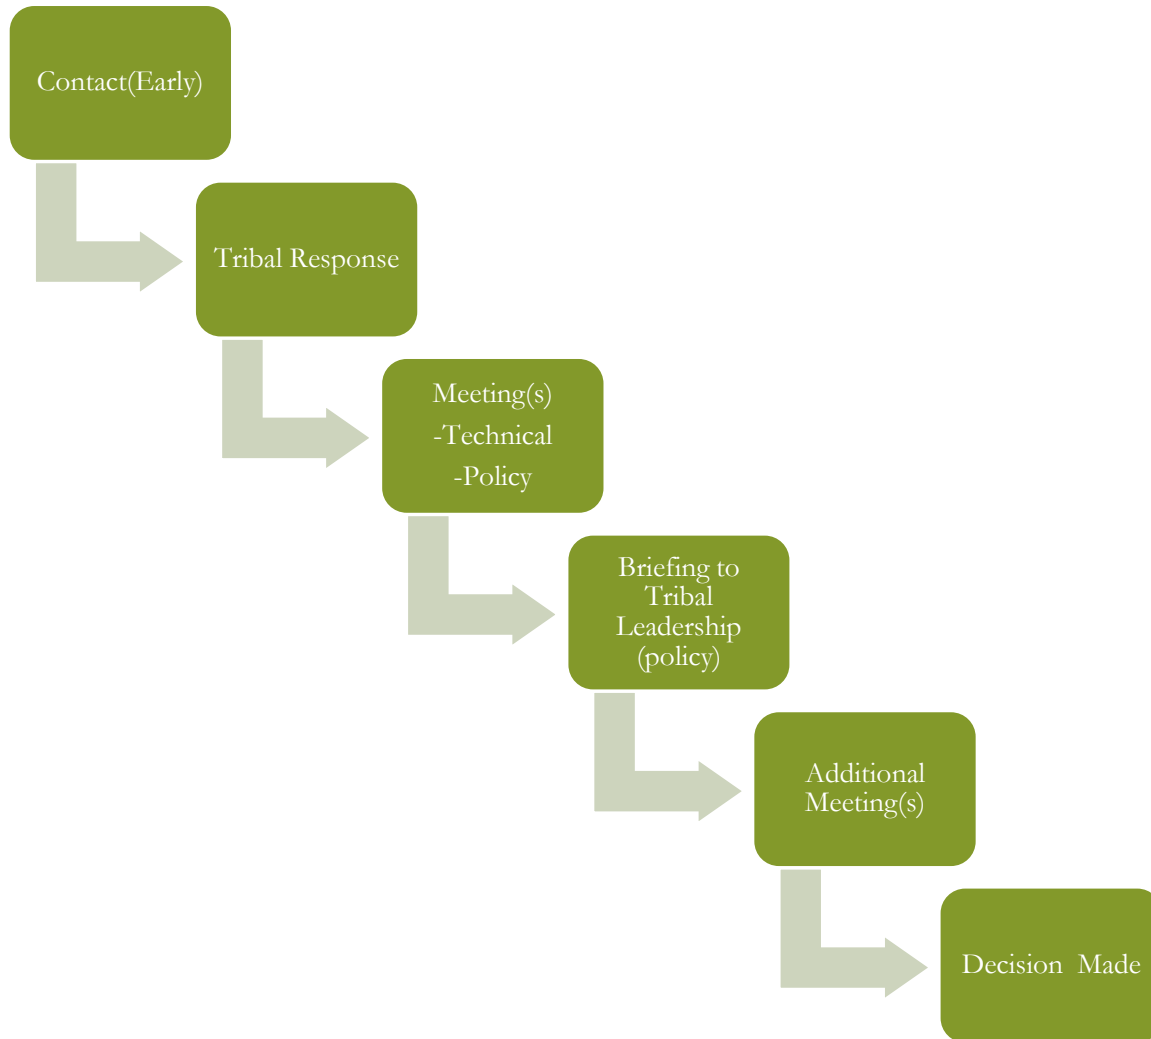 Contact(Early)
Tribal Response
Meeting(s)
-Technical
-Policy
Briefing to
Tribal
Leadership
(policy)
Additional
Meeting(s)
Decision  Made